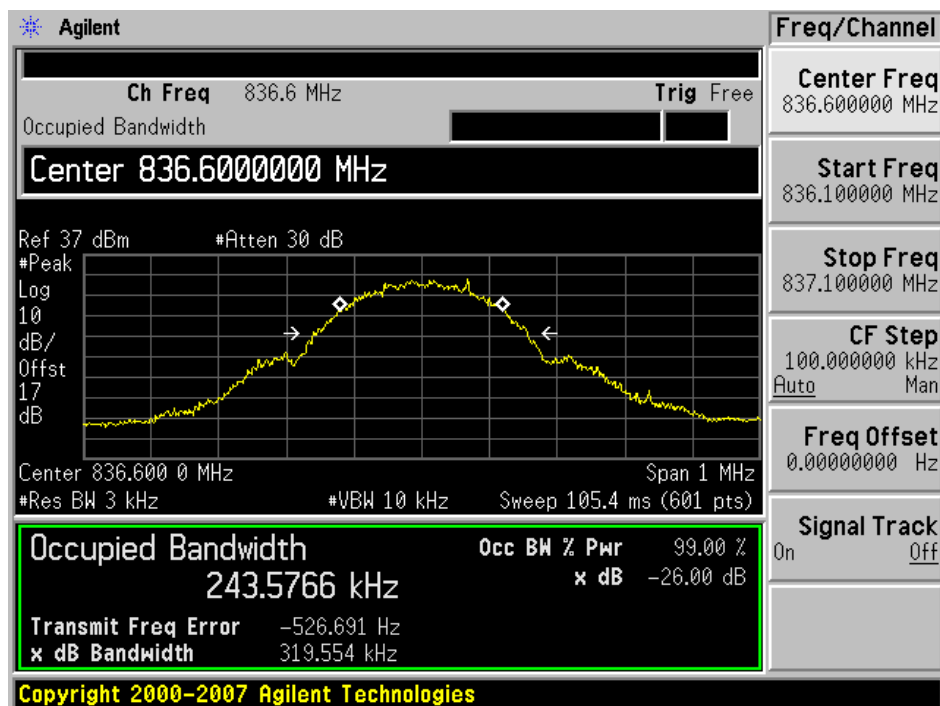 Agilent
Freq/Channel
Ch Freq 836.6 MHz Trig Free
Occupied Bandwidth
Center 836.6000000 MHz
Ref 37 dBm #Atten 30 dB
#Peak
Log
10
dB/
Offst
17
dB
Center 836.600 0 MHz Span 1 MHz
#Res BW 3 kHz #VBW 10 kHz Sweep 105.4 ms (601 pts)
Occupied Bandwidth Occ BW % Pwr 99.00 %
243.5766 kHz x dB -26.00 dB
Transmit Freq Error -526.691 Hz
x dB Bandwidth 319.554 kHz
Copyright 2000-2007 Agilent Technologies
Center Freq
836.600000 MHz
Start Freq
836.100000 MHz
Stop Freq
837.100000 MHz
CF Step
100.000000 kHz
Auto Man
Freq Offset
0.00000000 Hz
Signal Track
On Off